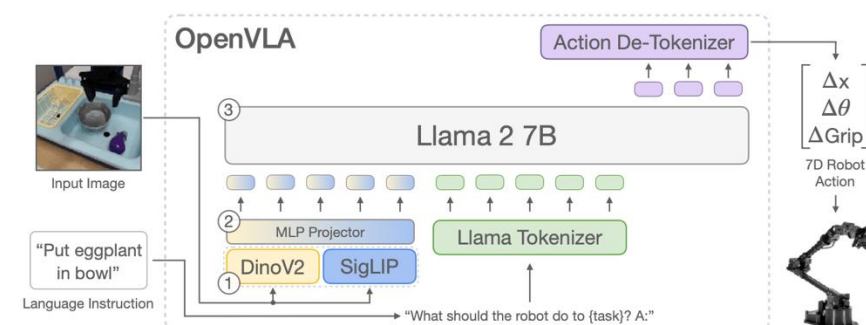 OpenVLA
Action De-Tokenizer
Δx
Δθ
ΔGrip
7D Robot
Action
3
Llama 2 7B
Input Image
2
MLP Projector
Llama Tokenizer
1
DinoV2
SigLIP
“Put eggplant
in bowl”
Language Instruction
“What should the robot do to {task}? A:”